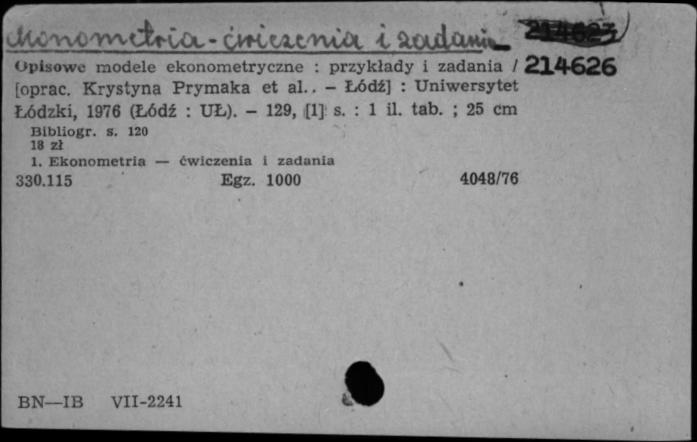 Ekonometria - ćwiczenia i zadania
Opisowe modele ekonometryczne : przykłady i zadania / 214626
[oprac. Krystyna Prymaka et al.. – Łódź] : Uniwersytet
Łódzki, 1976 (Łódź : UŁ). – 129, [1] s. : 1 il. tab. ; 25 cm
Bibliogr. s. 120
18 zł
1. Ekonometria — ćwiczenia i zadania
330.115 Egz. 1000 4048/76
BN—IB VII-2241